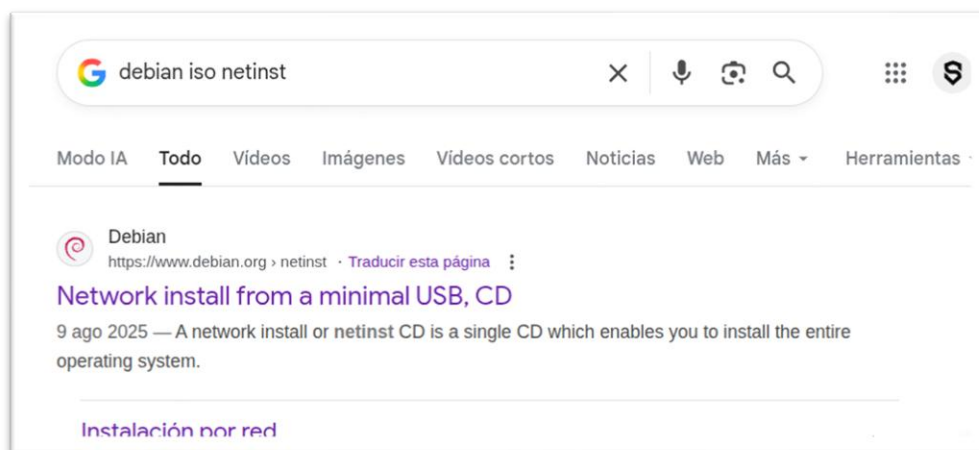 debian iso netinst
Modo IA Todo Vídeos Imágenes Vídeos cortos Noticias Web Más Herramientas
Debian
https://www.debian.org › netinst · Traducir esta página
Network install from a minimal USB, CD
9 ago 2025 — A network install or netinst CD is a single CD which enables you to install the entire
operating system.
Instalación por red